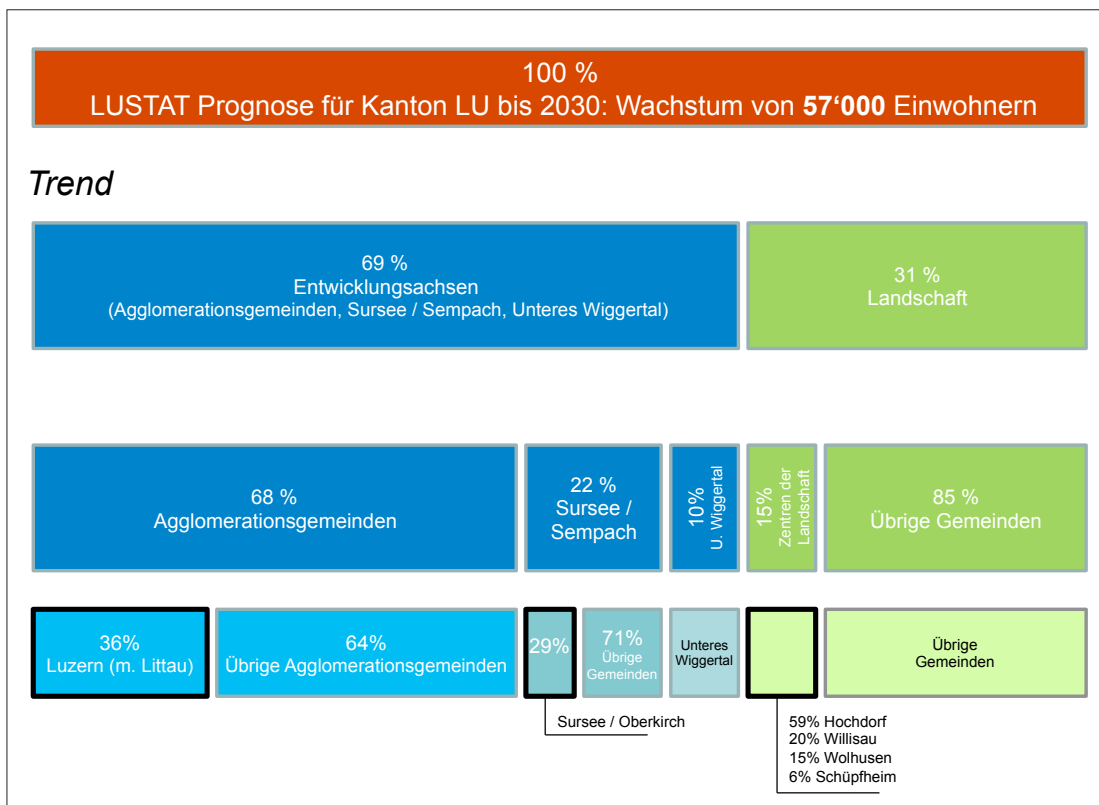 100 %
LUSTAT Prognose für Kanton LU bis 2030: Wachstum von 57‘000 Einwohnern
Trend
69 %
Entwicklungsachsen
(Agglomerationsgemeinden, Sursee / Sempach, Unteres Wiggertal)
31 %
Landschaft
68 %
Agglomerationsgemeinden
22 %
Sursee /
Sempach
10%
U. Wiggertal
15%
Zentren der
Landschaft
85 %
Übrige Gemeinden
36%
Luzern (m. Littau)
64%
Übrige Agglomerationsgemeinden
29%
71%
Übrige
Gemeinden
Unteres
Wiggertal
Übrige
Gemeinden
Sursee / Oberkirch
59% Hochdorf
20% Willisau
15% Wolhusen
6% Schüpfheim